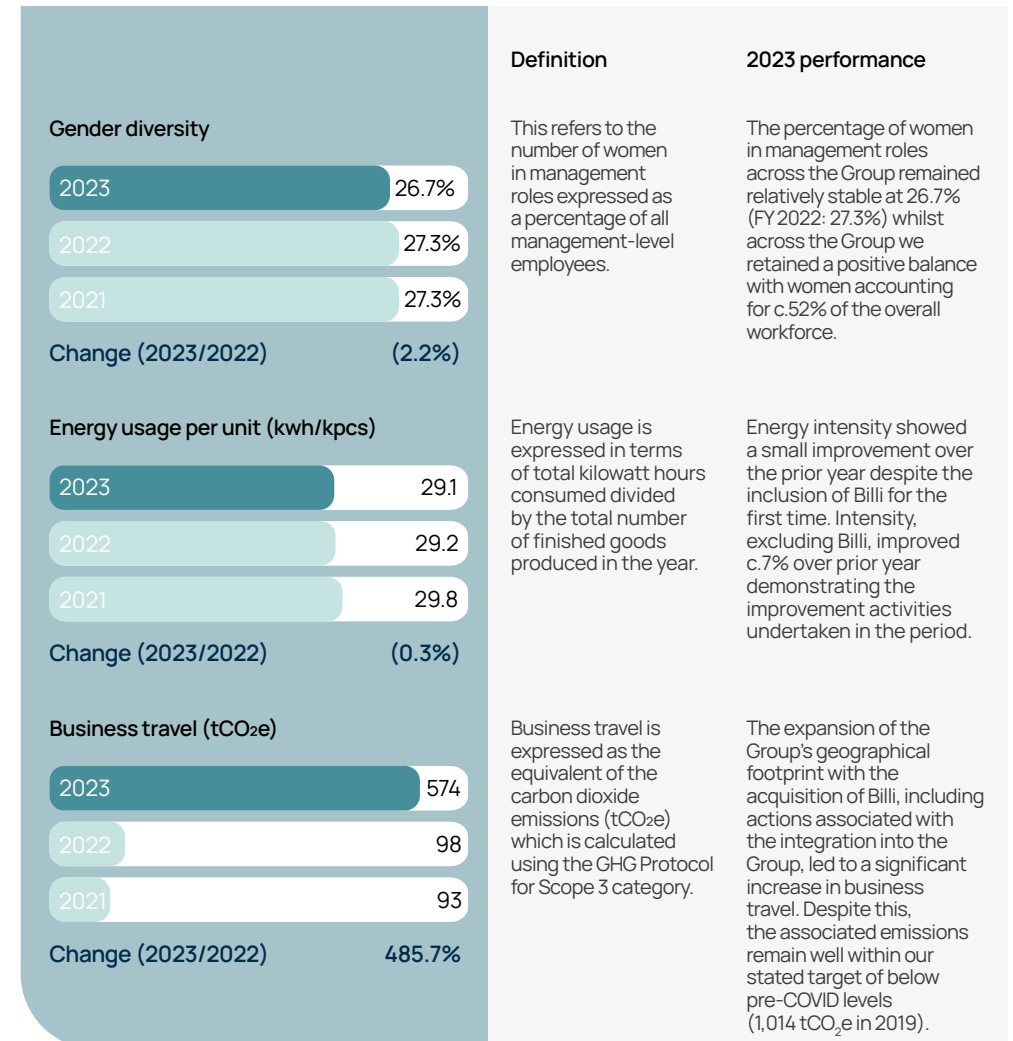 Definition
2023 performance
Gender diversity
2023 26.7%
2022 27.3%
2021 27.3%
Change (2023/2022) (2.2%)
This refers to the
number of women
in management
roles expressed as
a percentage of all
management-level
employees.
The percentage of women
in management roles
across the Group remained
relatively stable at 26.7%
(FY 2022: 27.3%) whilst
across the Group we
retained a positive balance
with women accounting
for c.52% of the overall
workforce.
Energy usage per unit (kwh/kpcs)
2023 29.1
2022 29.2
2021 29.8
Change (2023/2022) (0.3%)
Energy usage is
expressed in terms
of total kilowatt hours
consumed divided
by the total number
of finished goods
produced in the year.
Energy intensity showed
a small improvement over
the prior year despite the
inclusion of Billi for the
first time. Intensity,
excluding Billi, improved
c.7% over prior year
demonstrating the
improvement activities
undertaken in the period.
Business travel (tCO₂e)
2023 574
2022 98
2021 93
Change (2023/2022) 485.7%
Business travel is
expressed as the
equivalent of the
carbon dioxide
emissions (tCO₂e)
which is calculated
using the GHG Protocol
for Scope 3 category.
The expansion of the
Group's geographical
footprint with the
acquisition of Billi, including
actions associated with
the integration into the
Group, led to a significant
increase in business
travel. Despite this,
the associated emissions
remain well within our
stated target of below
pre-COVID levels
(1,014 tCO₂e in 2019).